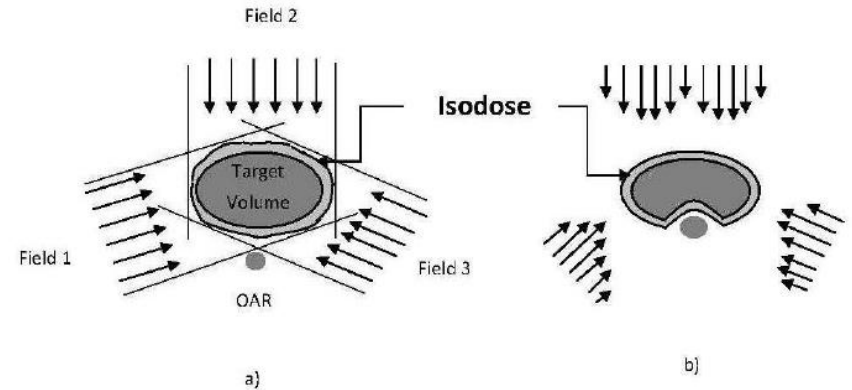 Field 2
Isodose
Target
Volume
Field 1
Field 3
OAR
a)
b)